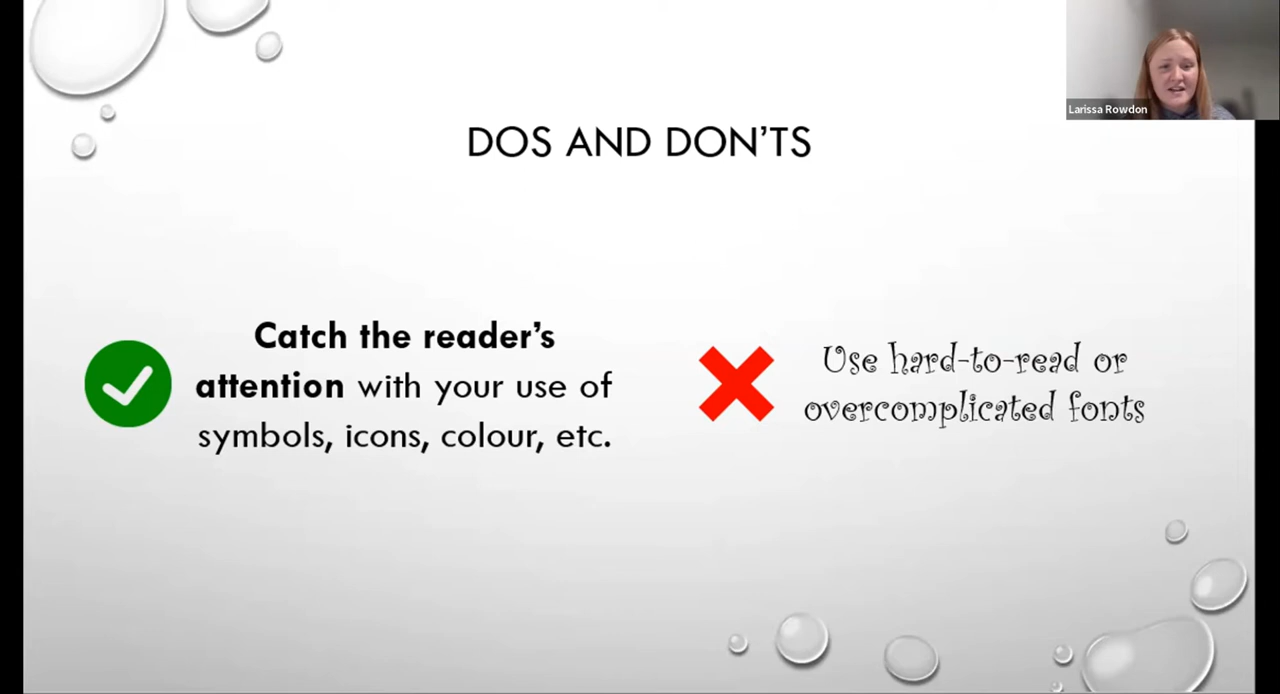 Larissa Rowdon
DOS AND DON'TS
Catch the reader's
attention with your use of
symbols, icons, colour, etc.
Use hard-to-read or
overcomplicated fonts